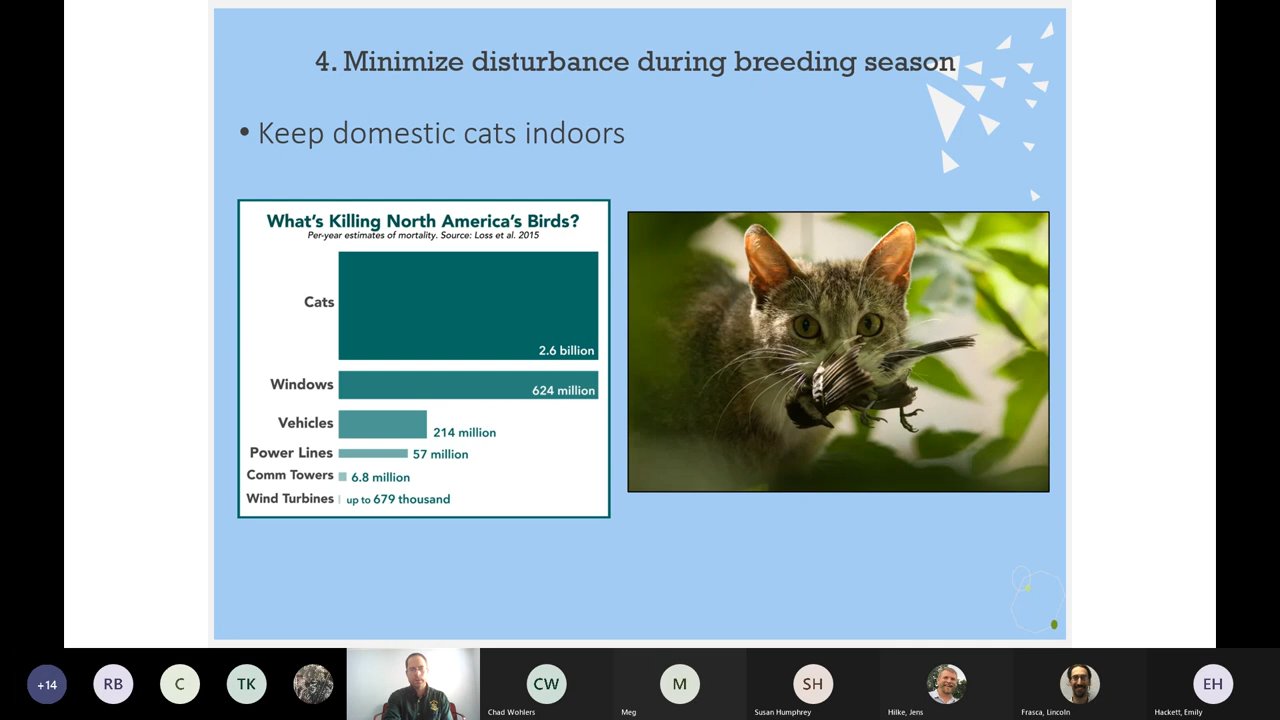 4. Minimize disturbance during breeding season
• Keep domestic cats indoors
What's Killing North America's Birds?
Per-year estimates of mortality. Source: Loss et al. 2015
Cats
2.6 billion
Windows
624 million
Vehicles
214 million
Power Lines
57 million
Comm Towers
6.8 million
Wind Turbines
up to 679 thousand
+14
RB
C
TK
CW
Chad Wohlers
M
Meg
SH
Susan Humphrey
Hilke, Jens
Frasca, Lincoln
EH
Hackett, Emily